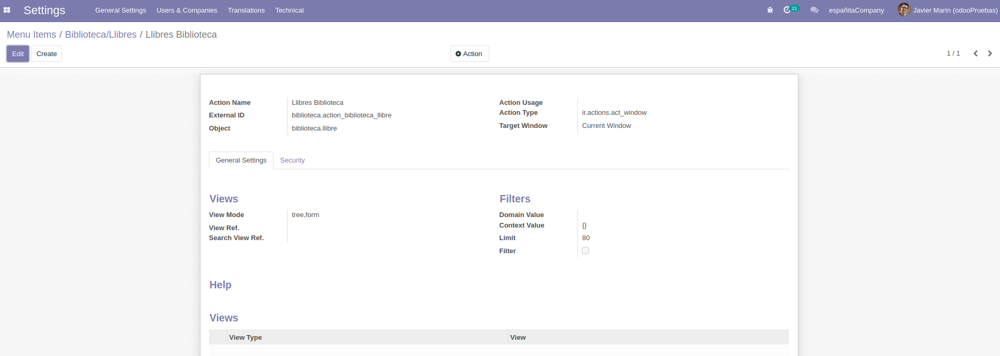 Settings General Settings Users & Companies Translations Technical 21 españitaCompany Javier Marín (odooPruebas)
Menu Items / Biblioteca/Llibres / Llibres Biblioteca
Edit Create Action 1 / 1
Action Name Llibres Biblioteca
External ID biblioteca.action_biblioteca_llibre
Object biblioteca.llibre
Action Usage
Action Type ir.actions.act_window
Target Window Current Window
General Settings Security
Views
View Mode tree,form
View Ref.
Search View Ref.
Filters
Domain Value
Context Value {}
Limit 80
Filter
Help
Views
View Type View